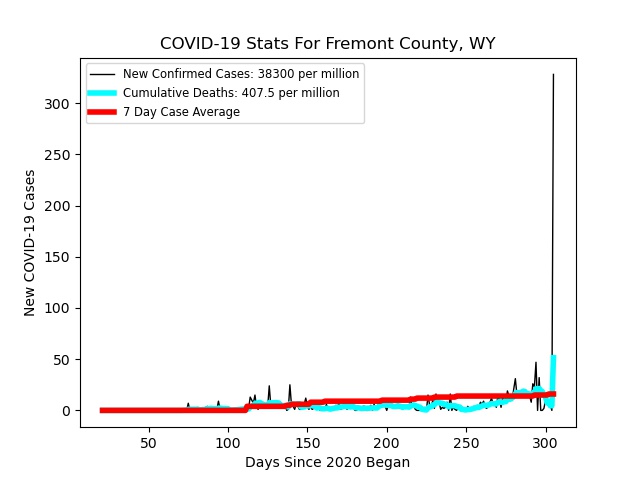 COVID-19 Stats For Fremont County, WY
New Confirmed Cases: 38300 per million
Cumulative Deaths: 407.5 per million
7 Day Case Average
New COVID-19 Cases
300
250
200
150
100
50
0
50 100 150 200 250 300
Days Since 2020 Began